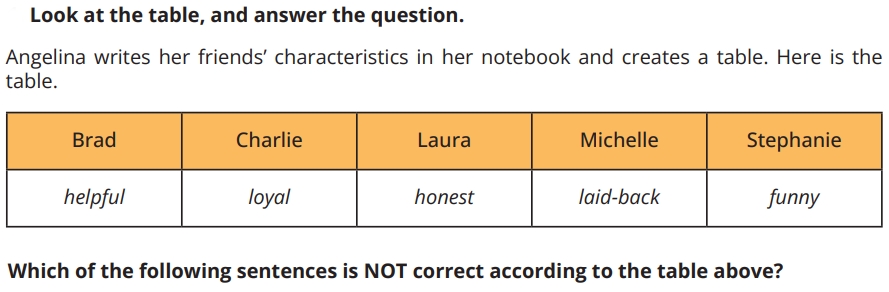 Look at the table, and answer the question.
Angelina writes her friends’ characteristics in her notebook and creates a table. Here is the
table.
Brad Charlie Laura Michelle Stephanie
helpful loyal honest laid-back funny
Which of the following sentences is NOT correct according to the table above?